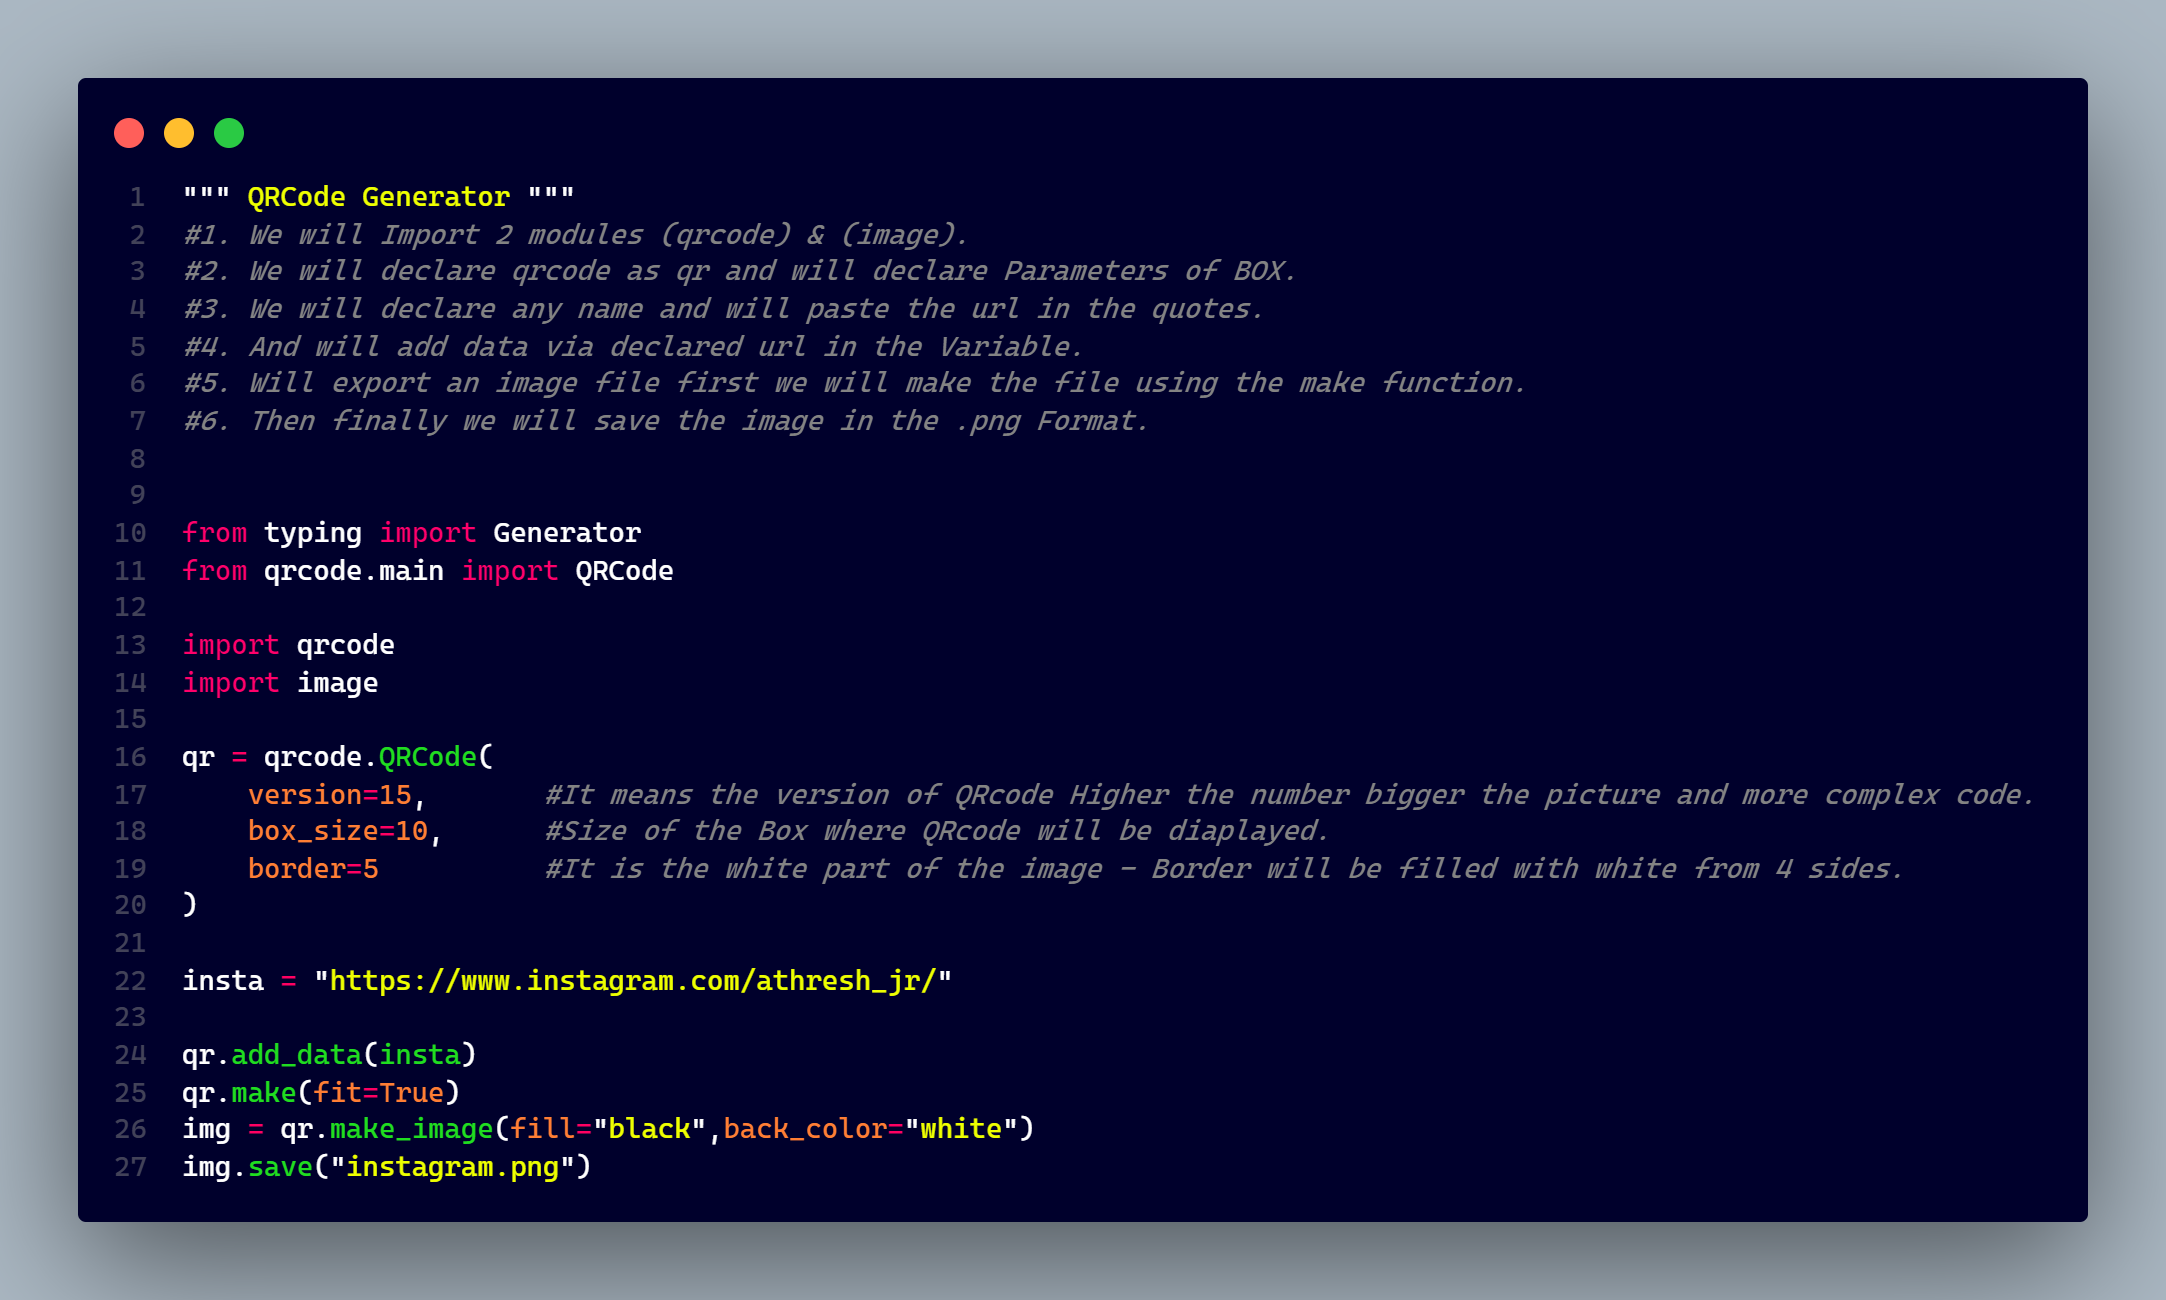 1 """ QRCode Generator """
2 #1. We will Import 2 modules (qrcode) & (image).
3 #2. We will declare qrcode as qr and will declare Parameters of BOX.
4 #3. We will declare any name and will paste the url in the quotes.
5 #4. And will add data via declared url in the Variable.
6 #5. Will export an image file first we will make the file using the make function.
7 #6. Then finally we will save the image in the .png Format.
8
9
10 from typing import Generator
11 from qrcode.main import QRCode
12
13 import qrcode
14 import image
15
16 qr = qrcode.QRCode(
17     version=15,       #It means the version of QRcode Higher the number bigger the picture and more complex code.
18     box_size=10,      #Size of the Box where QRcode will be diaplayed.
19     border=5          #It is the white part of the image – Border will be filled with white from 4 sides.
20 )
21
22 insta = "https://www.instagram.com/athresh_jr/"
23
24 qr.add_data(insta)
25 qr.make(fit=True)
26 img = qr.make_image(fill="black",back_color="white")
27 img.save("instagram.png")